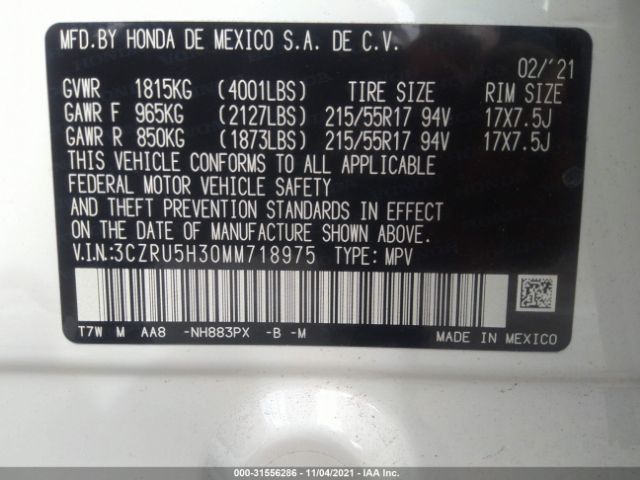 MFD.BY HONDA DE MEXICO S.A. DE C.V.
02/'21
GVWR 1815KG (4001LBS) TIRE SIZE RIM SIZE
GAWR F 965KG (2127LBS) 215/55R17 94V 17X7.5J
GAWR R 850KG (1873LBS) 215/55R17 94V 17X7.5J
THIS VEHICLE CONFORMS TO ALL APPLICABLE
FEDERAL MOTOR VEHICLE SAFETY
AND THEFT PREVENTION STANDARDS IN EFFECT
ON THE DATE OF MANUFACTURE SHOWN ABOVE.
V.I.N:3CZRU5H30MM718975 TYPE: MPV
T7W M AA8 -NH883PX -B -M
MADE IN MEXICO
000-31556286 - 11/04/2021 - IAA, Inc.